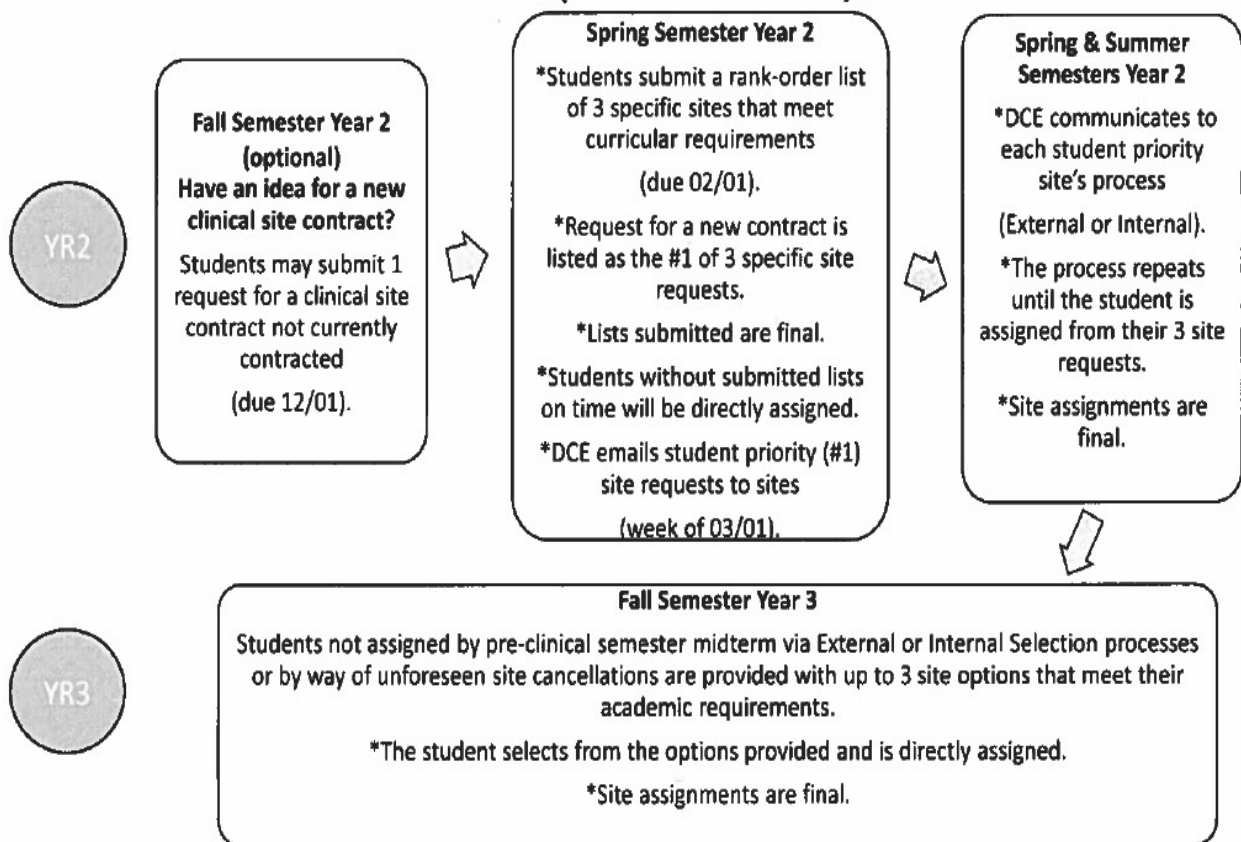 YR2
Fall Semester Year 2
(optional)
Have an idea for a new
clinical site contract?
Students may submit 1
request for a clinical site
contract not currently
contracted
(due 12/01).
Spring Semester Year 2
*Students submit a rank-order list
of 3 specific sites that meet
curricular requirements
(due 02/01).
*Request for a new contract is
listed as the #1 of 3 specific site
requests.
*Lists submitted are final.
*Students without submitted lists
on time will be directly assigned.
*DCE emails student priority (#1)
site requests to sites
(week of 03/01).
Spring & Summer
Semesters Year 2
*DCE communicates to
each student priority
site's process
(External or Internal).
*The process repeats
until the student is
assigned from their 3 site
requests.
*Site assignments are
final.
YR3
Fall Semester Year 3
Students not assigned by pre-clinical semester midterm via External or Internal Selection processes
or by way of unforeseen site cancellations are provided with up to 3 site options that meet their
academic requirements.
*The student selects from the options provided and is directly assigned.
*Site assignments are final.